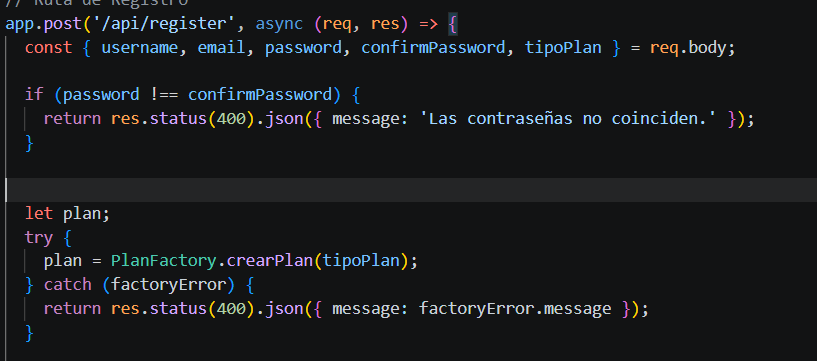 // Ruta de Registro
app.post('/api/register', async (req, res) => {
  const { username, email, password, confirmPassword, tipoPlan } = req.body;
  if (password !== confirmPassword) {
    return res.status(400).json({ message: 'Las contraseñas no coinciden.' });
  }
  let plan;
  try {
    plan = PlanFactory.crearPlan(tipoPlan);
  } catch (factoryError) {
    return res.status(400).json({ message: factoryError.message });
  }